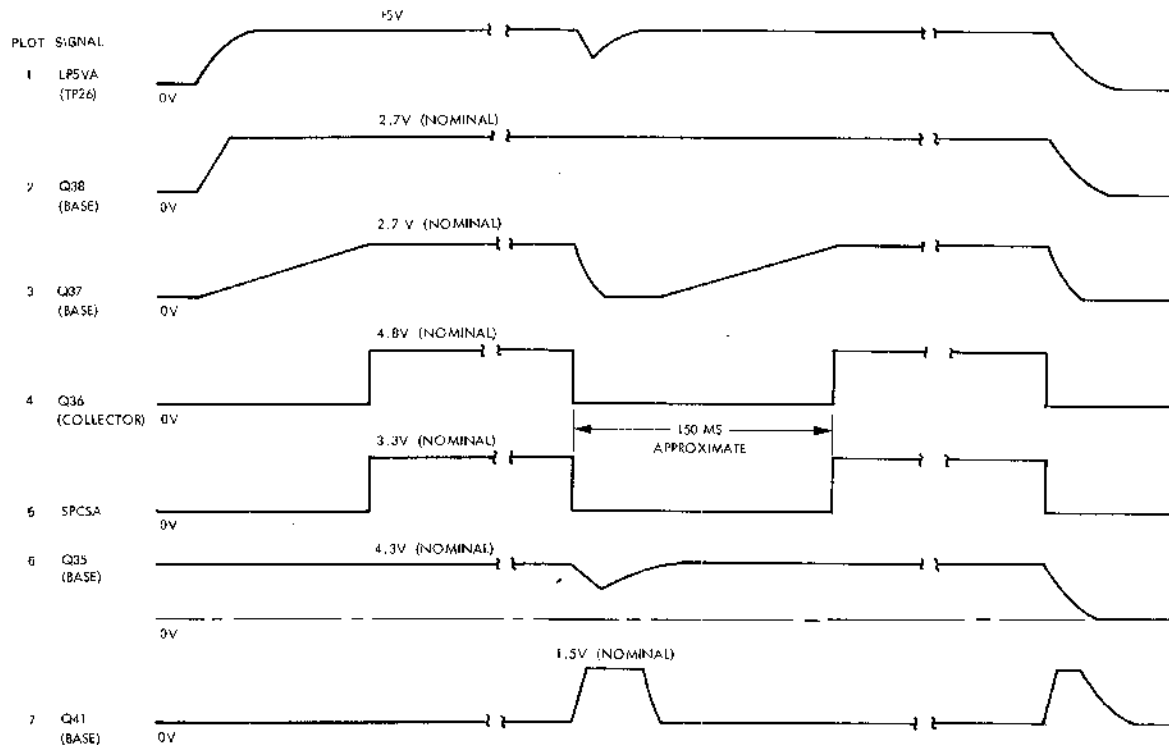 +5V
PLOT SIGNAL
1 LP5VA
(TP26)
0V
2.7V (NOMINAL)
2 Q38
(BASE)
0V
2.7 V (NOMINAL)
3 Q37
(BASE)
0V
4.8V (NOMINAL)
4 Q36
(COLLECTOR)
0V
150 MS
APPROXIMATE
3.3V (NOMINAL)
5 SPCSA
0V
6 Q35
(BASE)
4.3V (NOMINAL)
0V
1.5V (NOMINAL)
7 Q41
(BASE)
0V